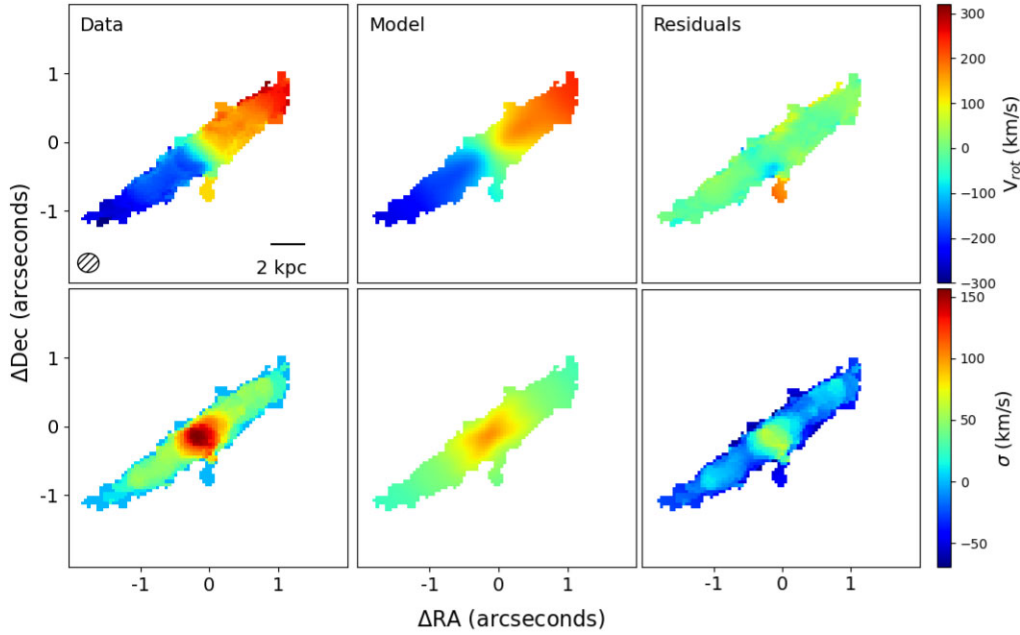 Data
Model
Residuals
1
0
-1
2 kpc
300
200
100
0
−100
−200
−300
V_rot (km/s)
ΔDec (arcseconds)
1
0
-1
150
100
50
0
−50
σ (km/s)
-1 0 1
-1 0 1
-1 0 1
ΔRA (arcseconds)